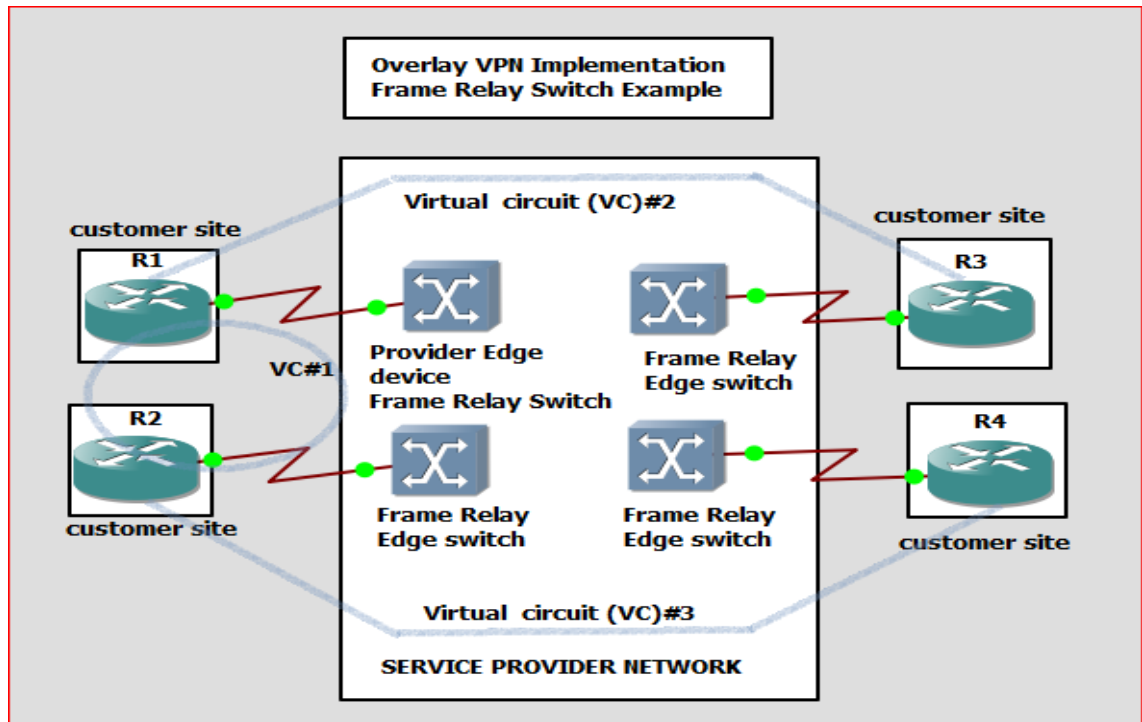 Overlay VPN Implementation
Frame Relay Switch Example
Virtual circuit (VC)#2
customer site
R1
customer site
R3
Provider Edge
device
Frame Relay Switch
Frame Relay
Edge switch
VC#1
R2
customer site
Frame Relay
Edge switch
Frame Relay
Edge switch
R4
customer site
Virtual circuit (VC)#3
SERVICE PROVIDER NETWORK